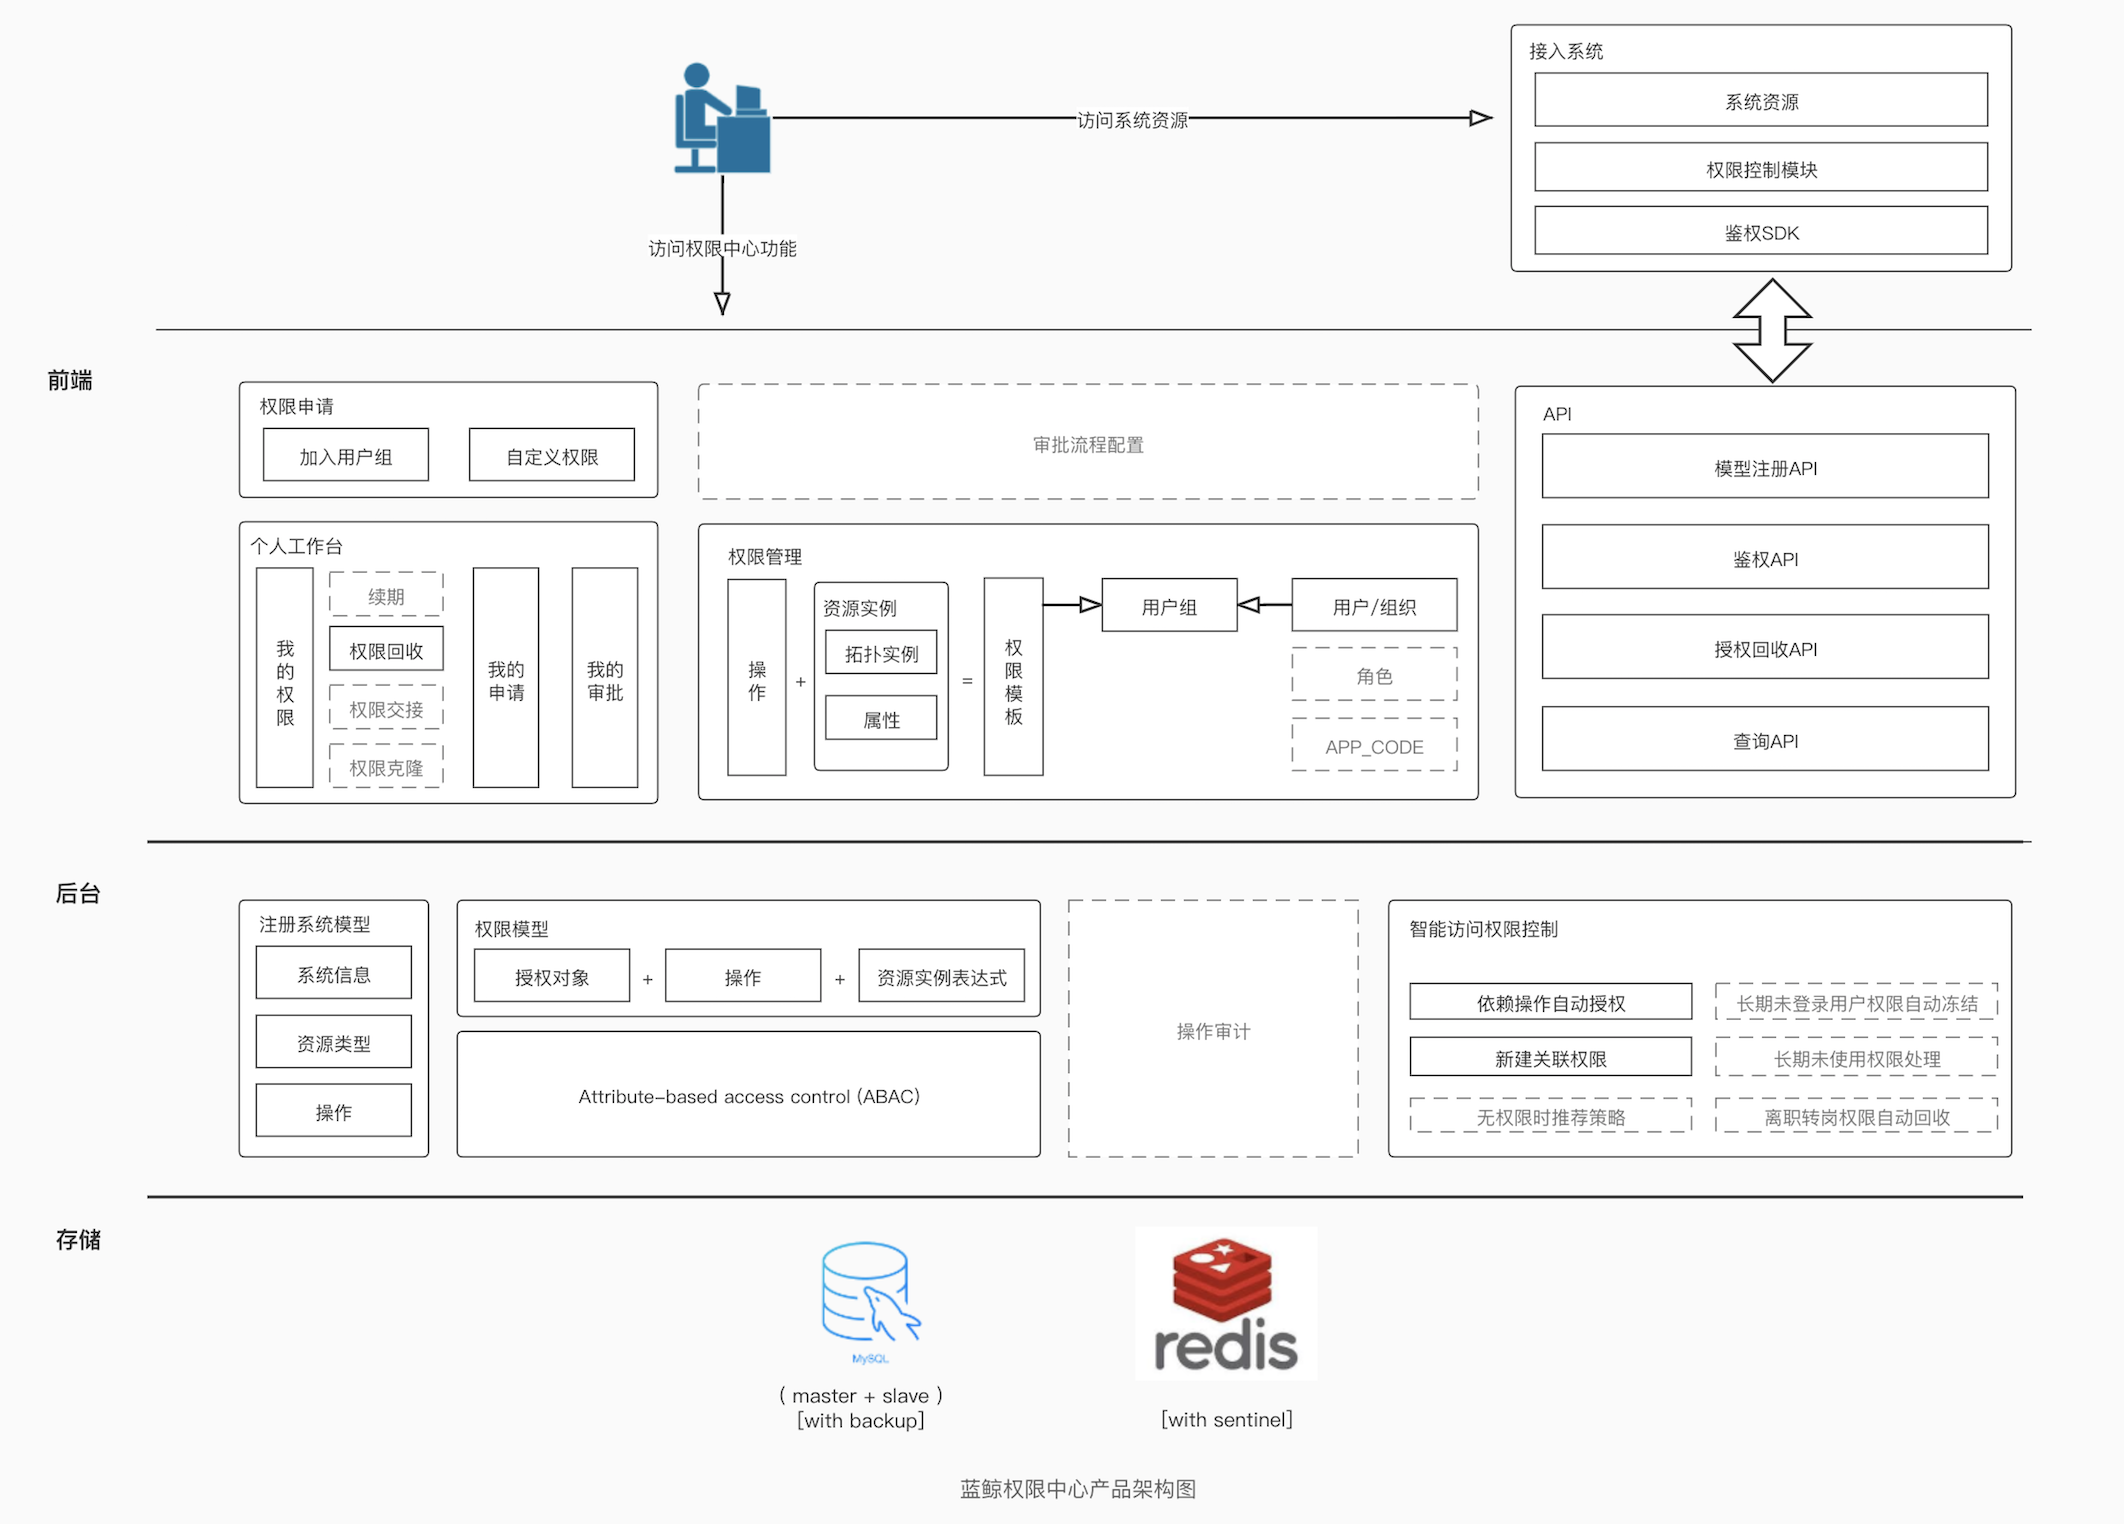 接入系统
系统资源
权限控制模块
鉴权SDK
访问系统资源
访问权限中心功能
前端
权限申请
加入用户组
自定义权限
审批流程配置
API
模型注册API
鉴权API
授权回收API
查询API
个人工作台
我
的
权
限
续期
权限回收
权限交接
权限克隆
我的
申请
我的
审批
权限管理
操
作
+
资源实例
拓扑实例
属性
=
权
限
模
板
用户组
用户/组织
角色
APP_CODE
后台
注册系统模型
系统信息
资源类型
操作
权限模型
授权对象
+
操作
+
资源实例表达式
Attribute-based access control (ABAC)
操作审计
智能访问权限控制
依赖操作自动授权
长期未登录用户权限自动冻结
新建关联权限
长期未使用权限处理
无权限时推荐策略
离职转岗权限自动回收
存储
MySQL
( master + slave )
[with backup]
redis
[with sentinel]
蓝鲸权限中心产品架构图